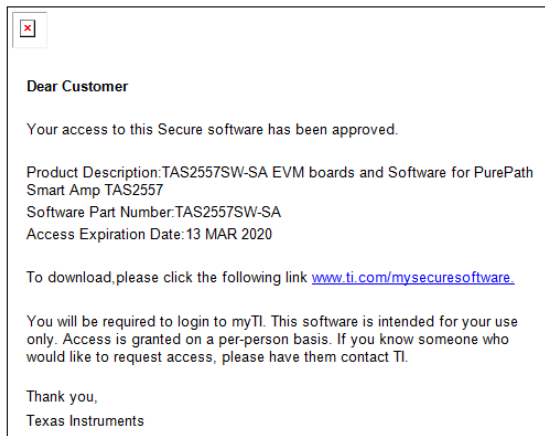 Dear Customer
Your access to this Secure software has been approved.
Product Description:TAS2557SW-SA EVM boards and Software for PurePath
Smart Amp TAS2557
Software Part Number:TAS2557SW-SA
Access Expiration Date:13 MAR 2020
To download,please click the following link www.ti.com/mysecuresoftware.
You will be required to login to myTI. This software is intended for your use
only. Access is granted on a per-person basis. If you know someone who
would like to request access, please have them contact TI.
Thank you,
Texas Instruments